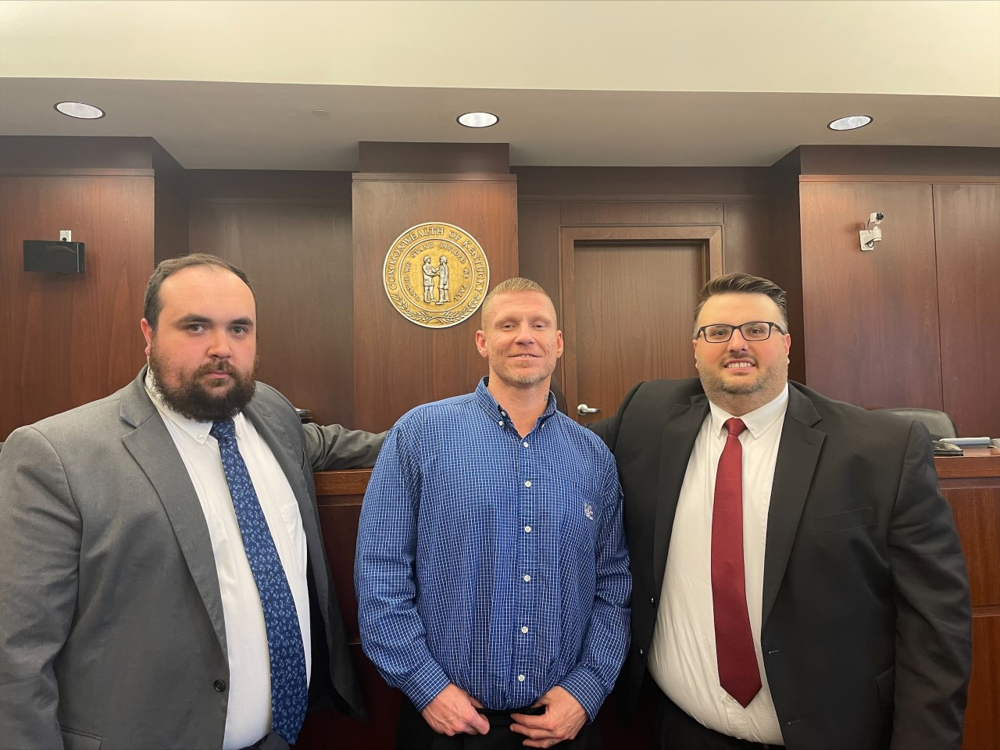 COMMONWEALTH OF KENTUCKY
UNITED WE STAND DIVIDED WE FALL